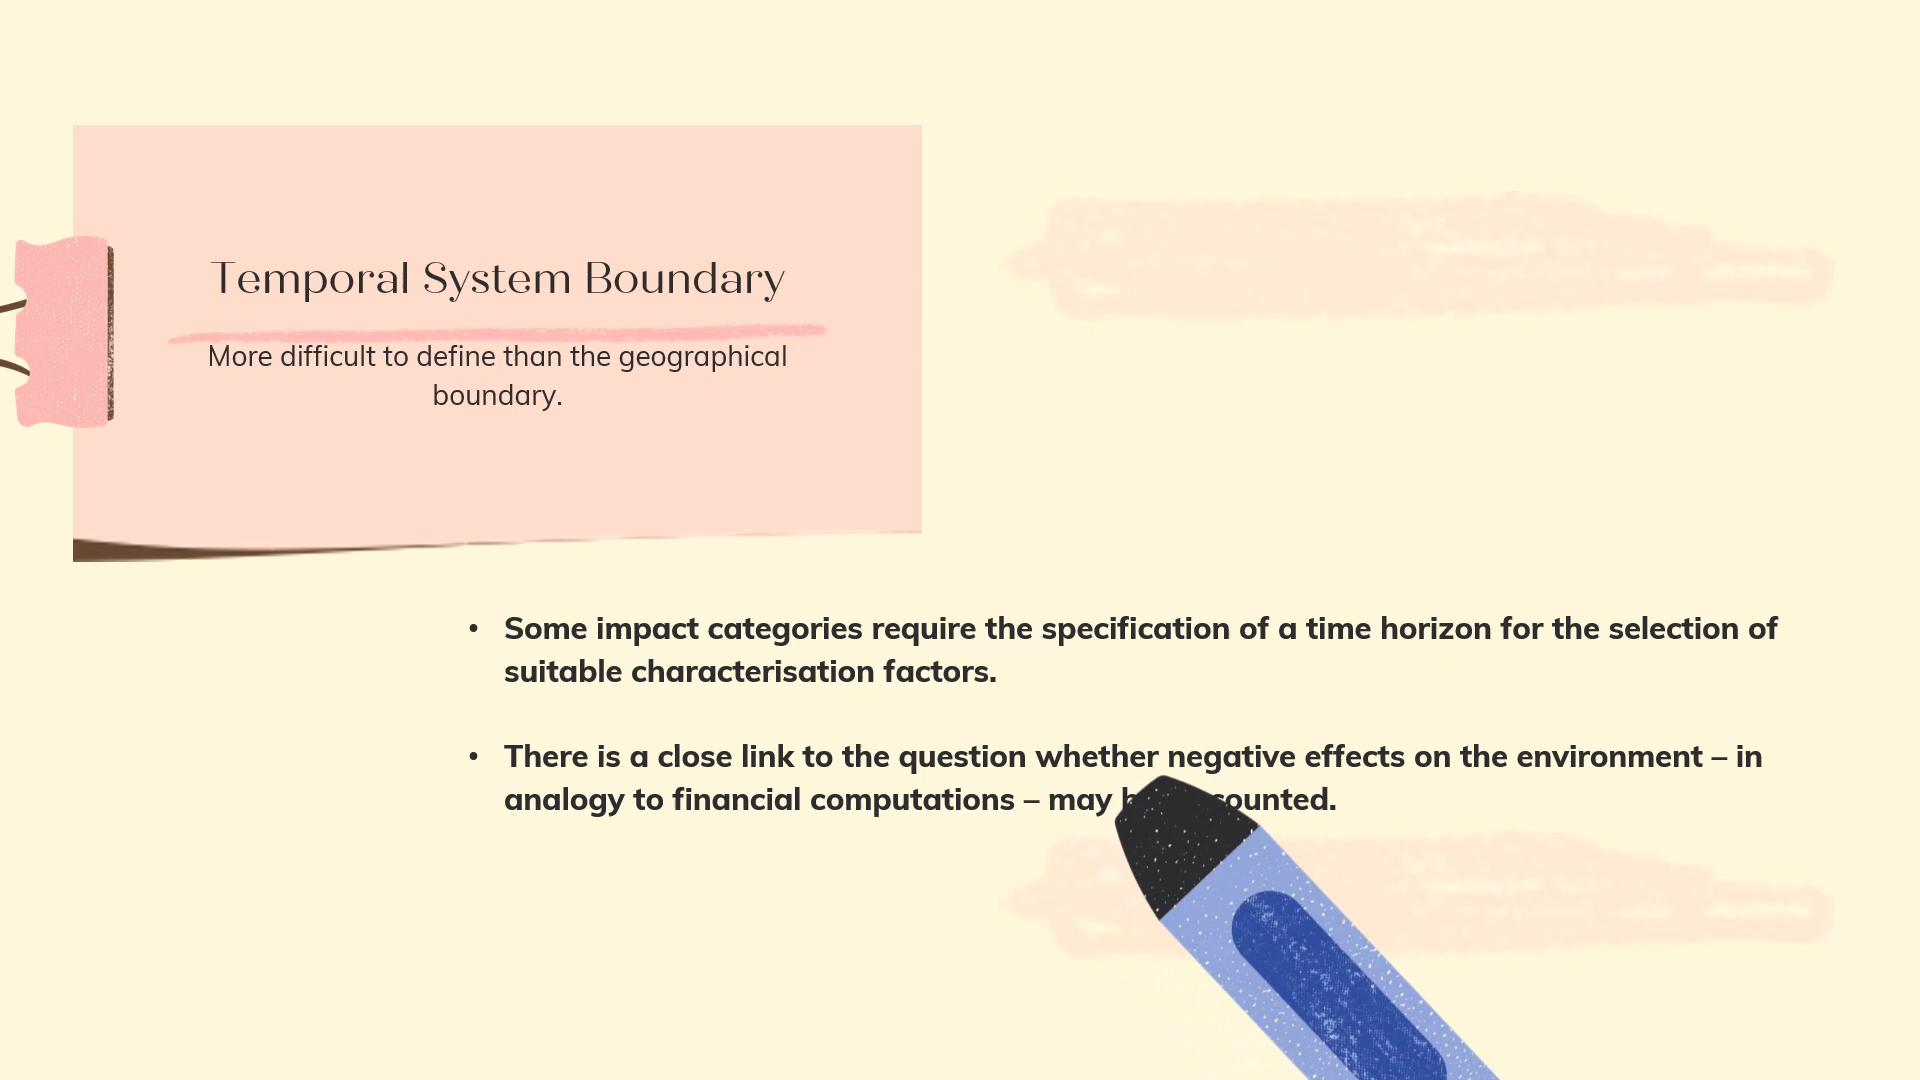 Temporal System Boundary
More difficult to define than the geographical
boundary.
• Some impact categories require the specification of a time horizon for the selection of
suitable characterisation factors.
• There is a close link to the question whether negative effects on the environment – in
analogy to financial computations – may